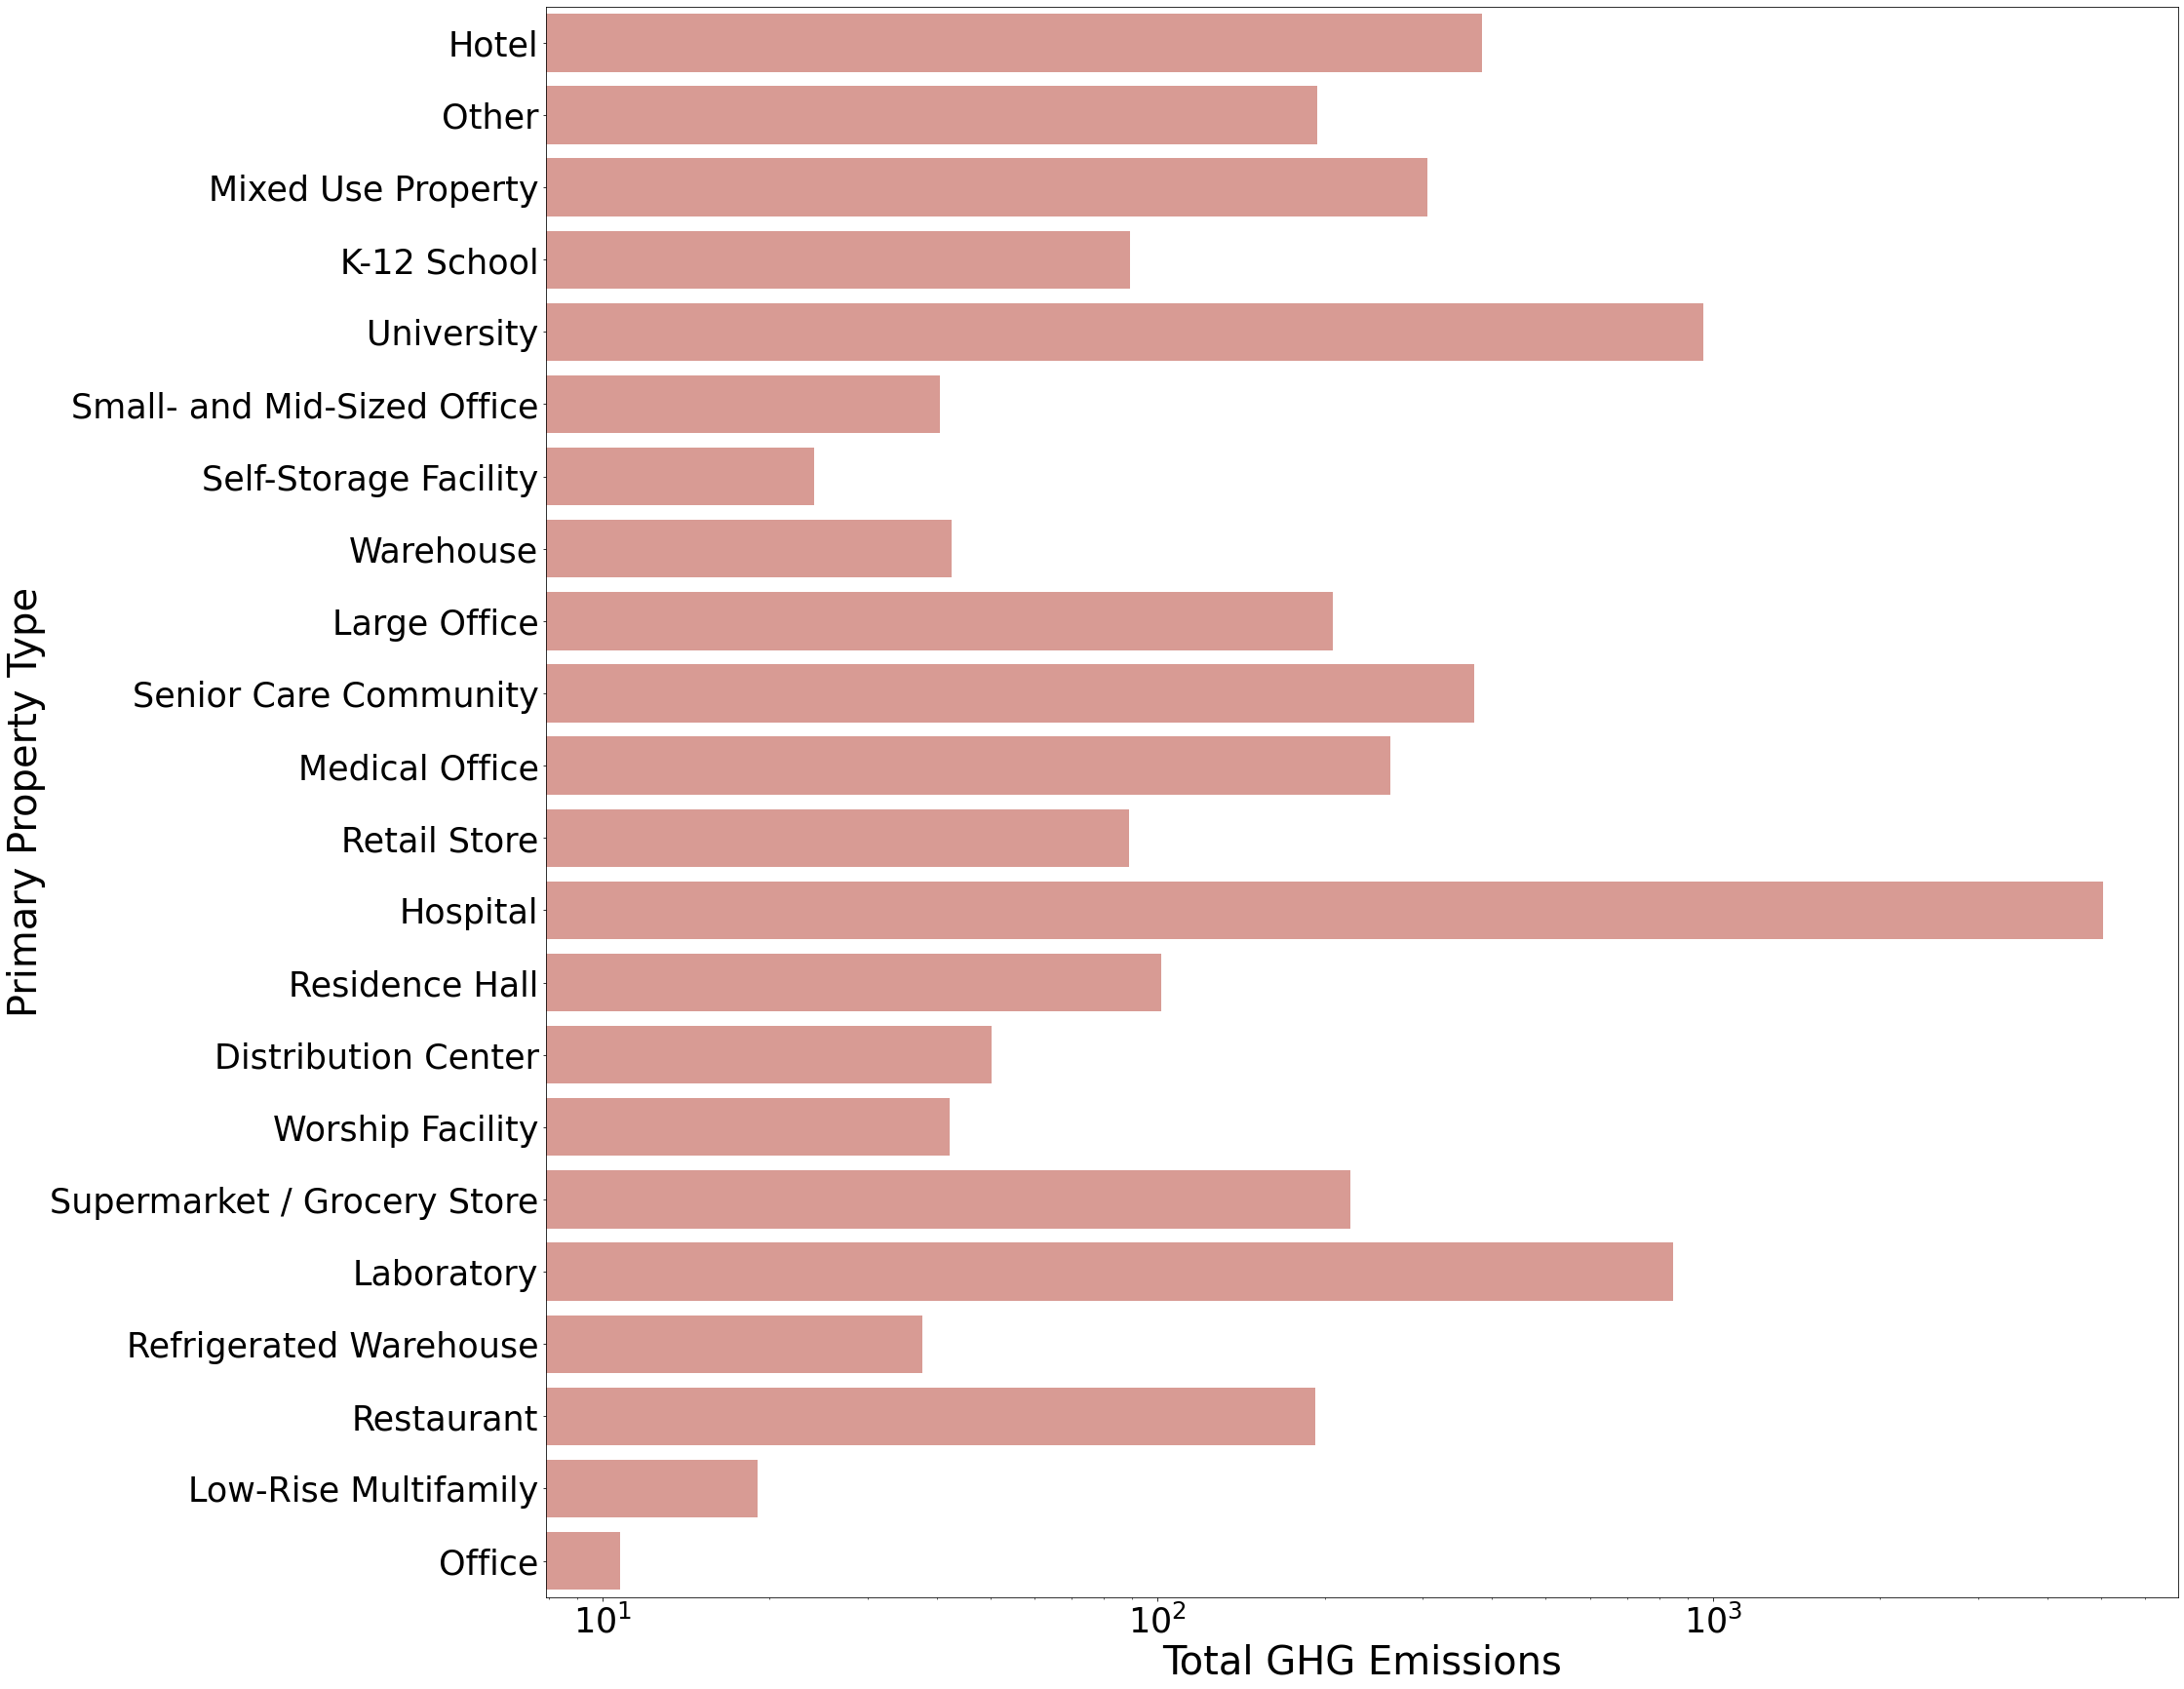 Primary Property Type
Hotel
Other
Mixed Use Property
K-12 School
University
Small- and Mid-Sized Office
Self-Storage Facility
Warehouse
Large Office
Senior Care Community
Medical Office
Retail Store
Hospital
Residence Hall
Distribution Center
Worship Facility
Supermarket / Grocery Store
Laboratory
Refrigerated Warehouse
Restaurant
Low-Rise Multifamily
Office
10¹ 10² 10³
Total GHG Emissions